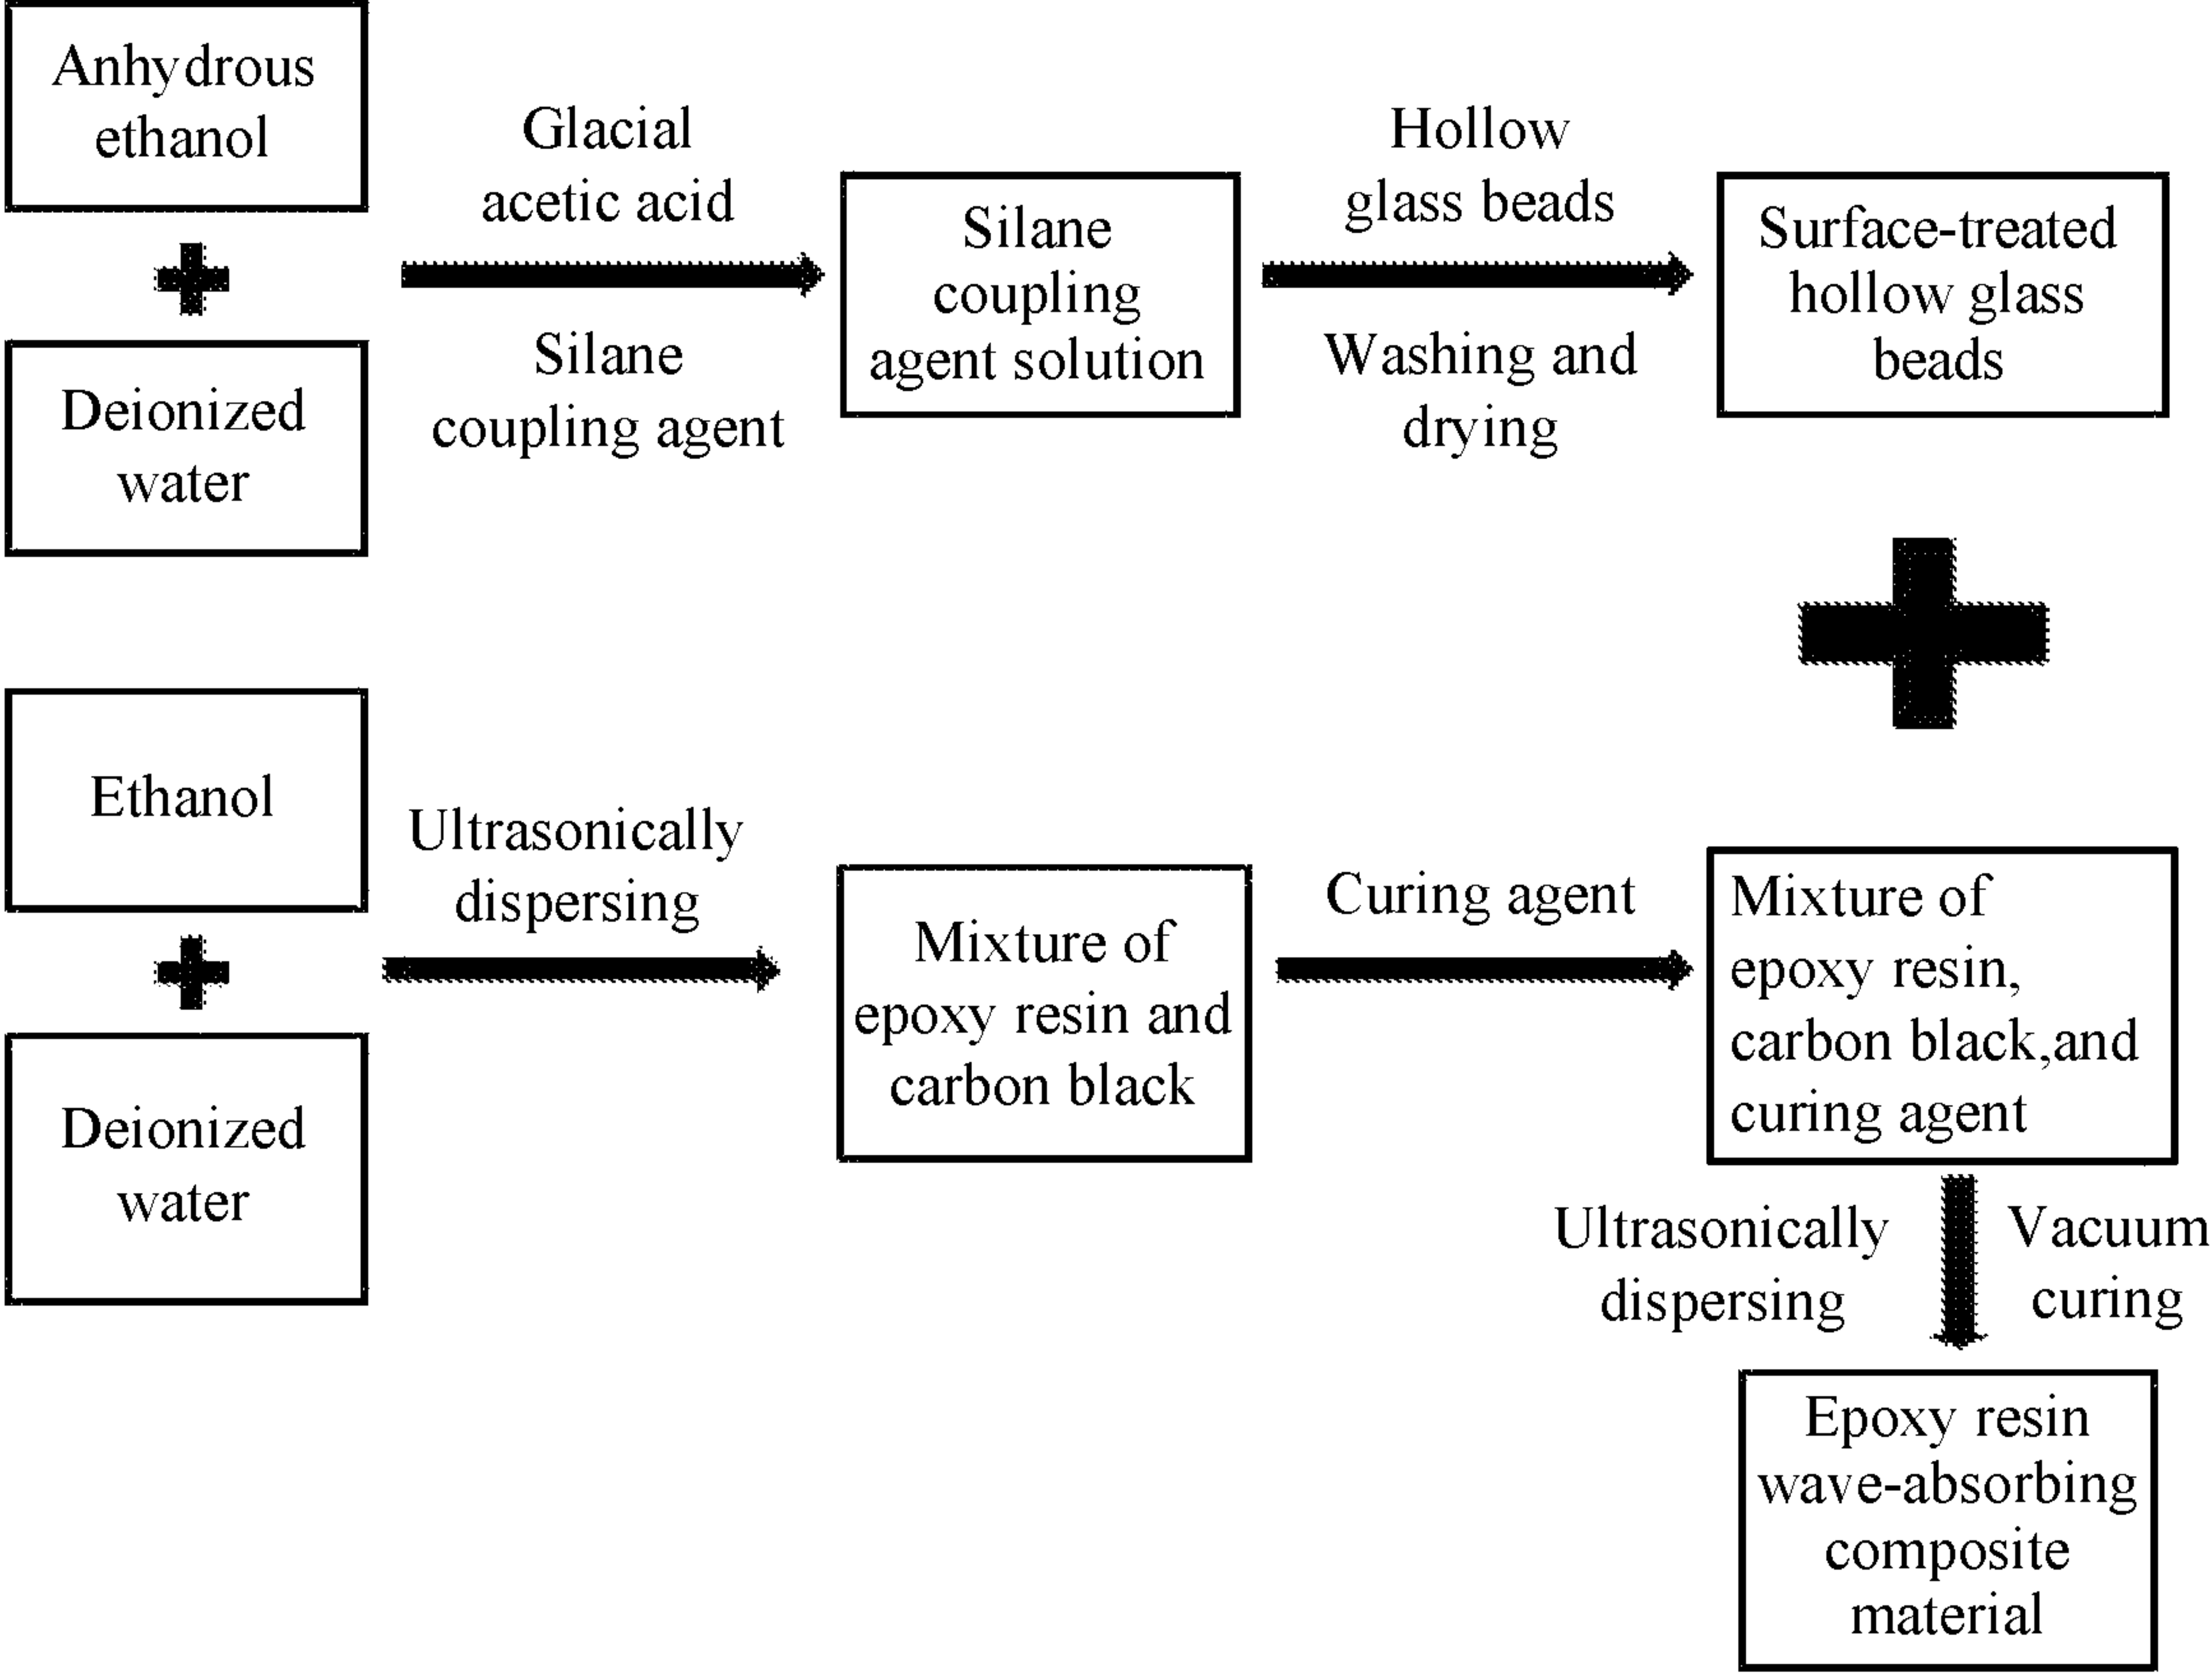 Anhydrous
ethanol
Deionized
water
Glacial
acetic acid
Silane
coupling agent
Silane
coupling
agent solution
Hollow
glass beads
Washing and
drying
Surface-treated
hollow glass
beads
Ethanol
Deionized
water
Ultrasonically
dispersing
Mixture of
epoxy resin and
carbon black
Curing agent
Mixture of
epoxy resin,
carbon black,and
curing agent
Ultrasonically
dispersing
Vacuum
curing
Epoxy resin
wave-absorbing
composite
material